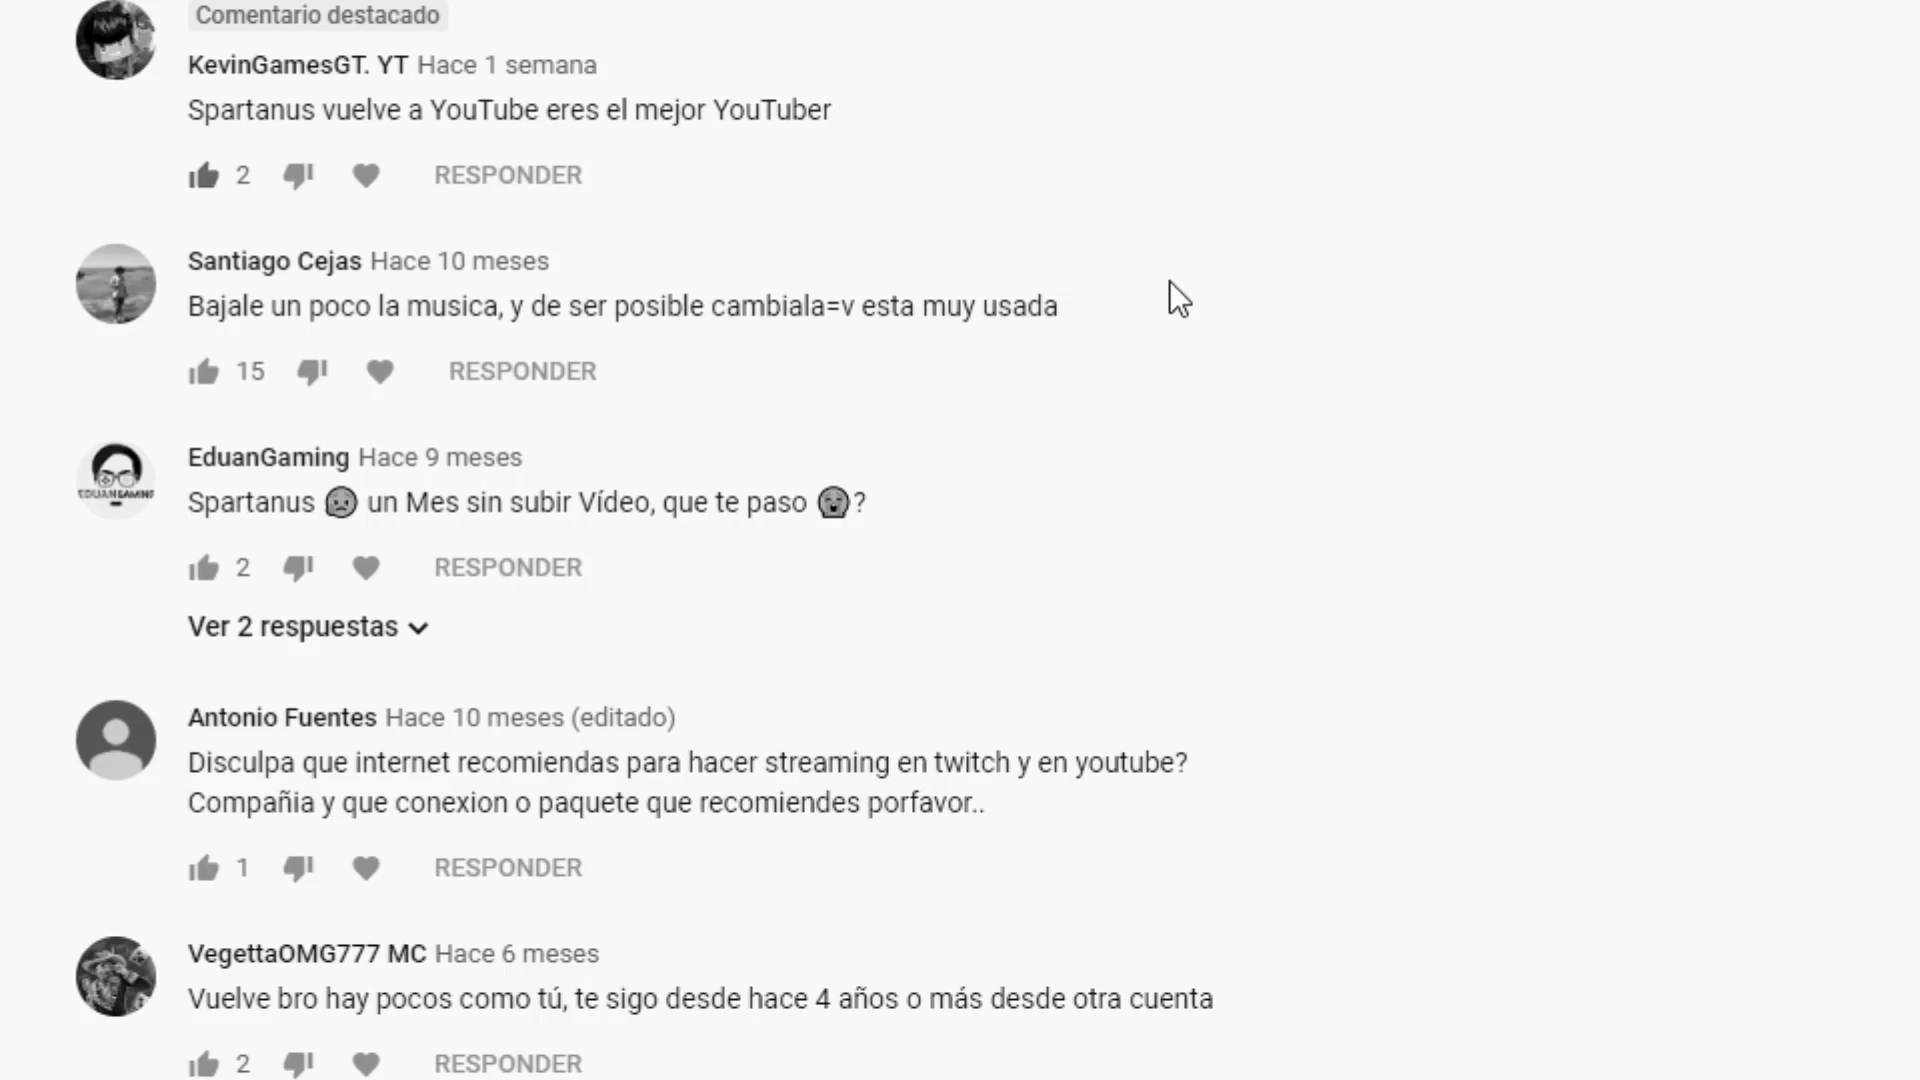 Comentario destacado
KevinGamesGT. YT Hace 1 semana
Spartanus vuelve a YouTube eres el mejor YouTuber
2 RESPONDER
Santiago Cejas Hace 10 meses
Bajale un poco la musica, y de ser posible cambiala=v esta muy usada
15 RESPONDER
EDUAN GAMING
EduanGaming Hace 9 meses
Spartanus 😥 un Mes sin subir Vídeo, que te paso 😲?
2 RESPONDER
Ver 2 respuestas
Antonio Fuentes Hace 10 meses (editado)
Disculpa que internet recomiendas para hacer streaming en twitch y en youtube?
Compañia y que conexion o paquete que recomiendes porfavor..
1 RESPONDER
VegettaOMG777 MC Hace 6 meses
Vuelve bro hay pocos como tú, te sigo desde hace 4 años o más desde otra cuenta
2 RESPONDER